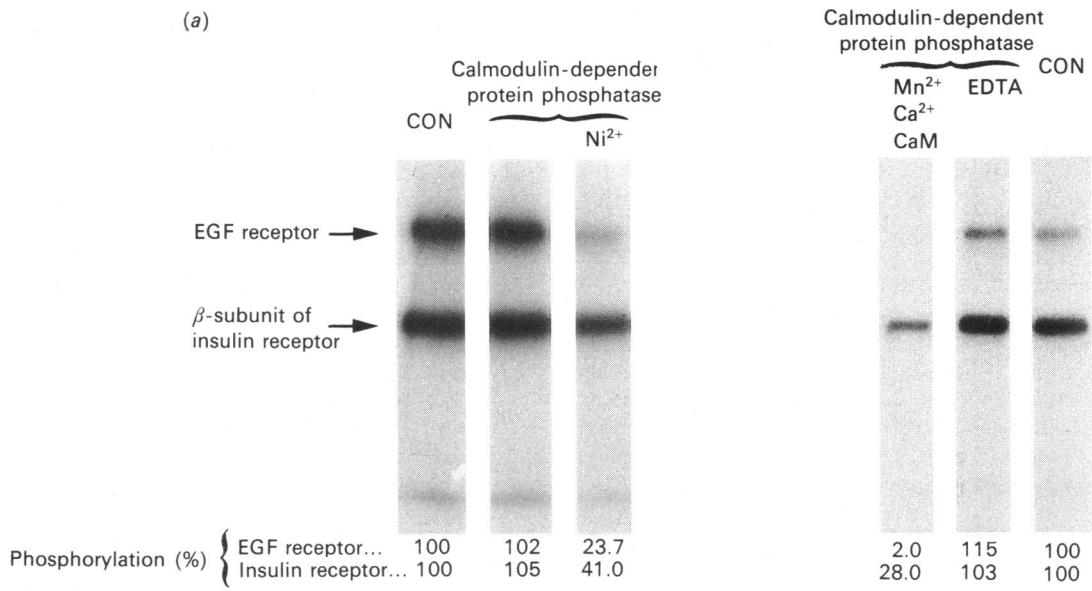 (a)
Calmodulin-depender
protein phosphatase
CON
Ni²⁺
Calmodulin-dependent
protein phosphatase
Mn²⁺ EDTA CON
Ca²⁺
CaM
EGF receptor
β-subunit of
insulin receptor
Phosphorylation (%)
EGF receptor... 100 102 23.7 2.0 115 100
Insulin receptor... 100 105 41.0 28.0 103 100